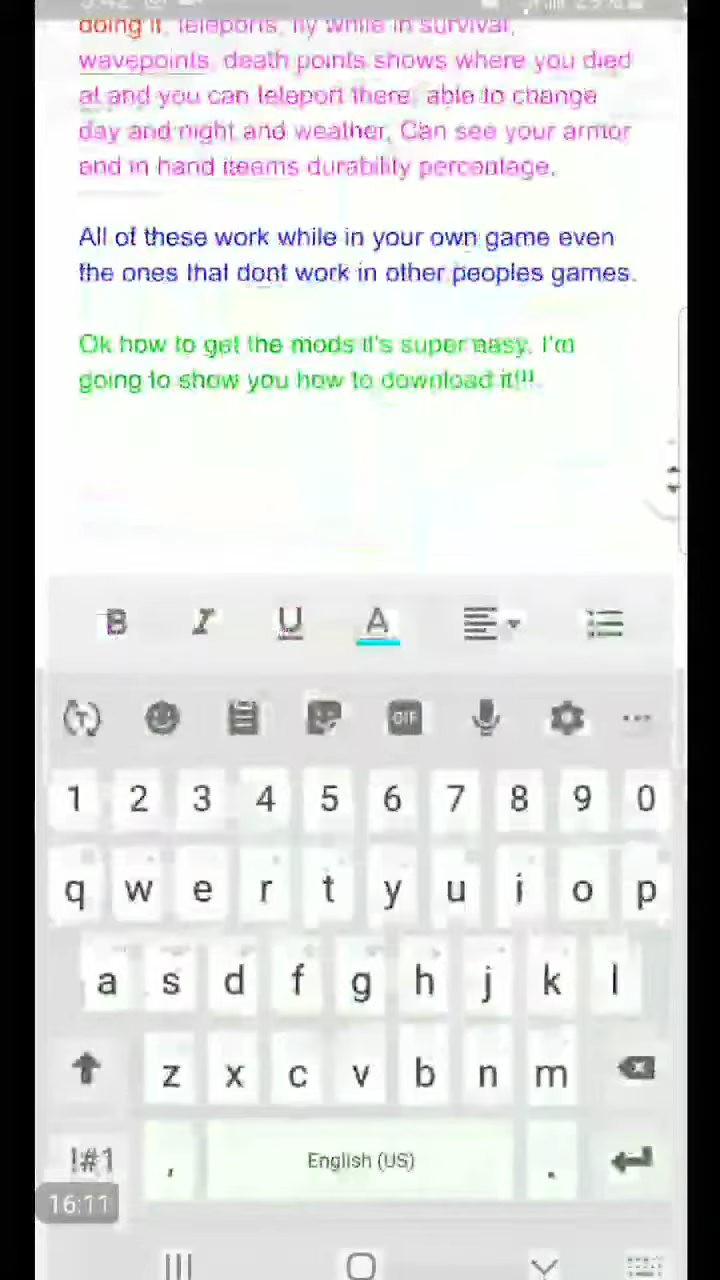 doing it, teleports, fly while in survival,
wavepoints, death points shows where you died
at and you can teleport there, able to change
day and night and weather, Can see your armor
and in hand iteams durability percentage.
All of these work while in your own game even
the ones that dont work in other peoples games.
Ok how to get the mods it's super easy, I'm
going to show you how to download it!!!
B I U A
GIF
1 2 3 4 5 6 7 8 9 0
q w e r t y u i o p
a s d f g h j k l
z x c v b n m
!#1 , English (US) .
16:11